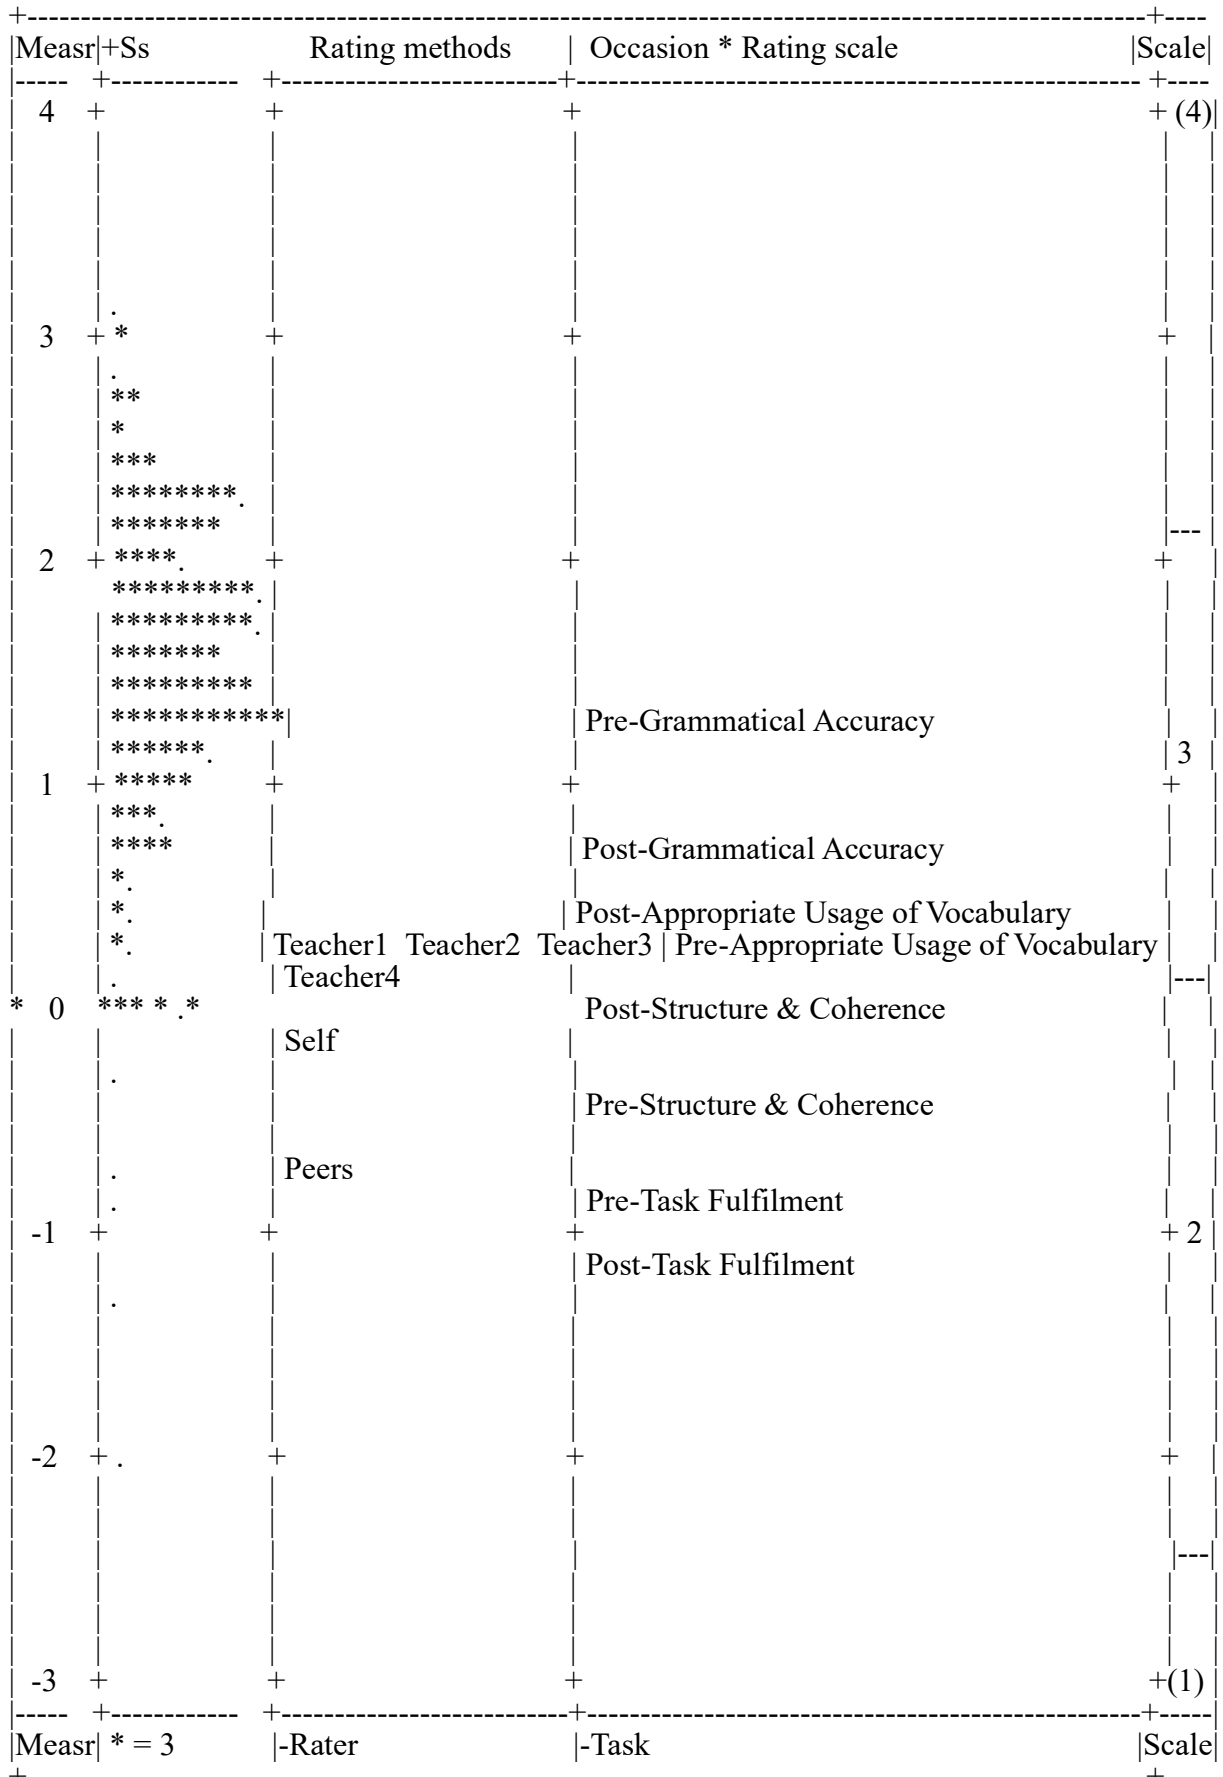 +-----------------------------------------------------------------------------------------------+----
|Measr|+Ss Rating methods | Occasion * Rating scale |Scale|
|----- +------------ +---------------------------+-------------------------------------------------- +----
| 4 + + + + (4)|
| | | | | |
| | | | | |
| | | | | |
| | | | | |
| | | | | |
| | | | | |
| | . | | | |
| 3 + * + + + |
| | . | | | |
| | ** | | | |
| | * | | | |
| | *** | | | |
| | ********. | | | |
| | ******* | | |--- |
| 2 + ****. + + + |
| *********. | | | |
| | *********. | | | |
| | ******* | | | |
| | ********* | | | |
| | ***********| | Pre-Grammatical Accuracy | |
| | ******. | | | 3 |
| 1 + ***** + + + |
| | ***. | | | |
| | **** | | Post-Grammatical Accuracy | |
| | *. | | | |
| | *. | | Post-Appropriate Usage of Vocabulary | |
| | *. | Teacher1 Teacher2 Teacher3 | Pre-Appropriate Usage of Vocabulary | |
| | . | Teacher4 | |---|
* 0 *** * .* Post-Structure & Coherence | |
| | | Self | | |
| | . | | | |
| | | | Pre-Structure & Coherence | |
| | | | | |
| | . | Peers | | |
| | . | | Pre-Task Fulfilment | |
| -1 + + + + 2 |
| | | | Post-Task Fulfilment | |
| | . | | | |
| | | | | |
| | | | | |
| | | | | |
| | | | | |
| -2 + . + + + |
| | | | | |
| | | | | |
| | | | |---|
| | | | | |
| | | | | |
| | | | | |
| -3 + + + +(1) |
|----- +------------ +---------------------------+--------------------------------------------------+-----|
|Measr| * = 3 |-Rater |-Task |Scale|
+ +